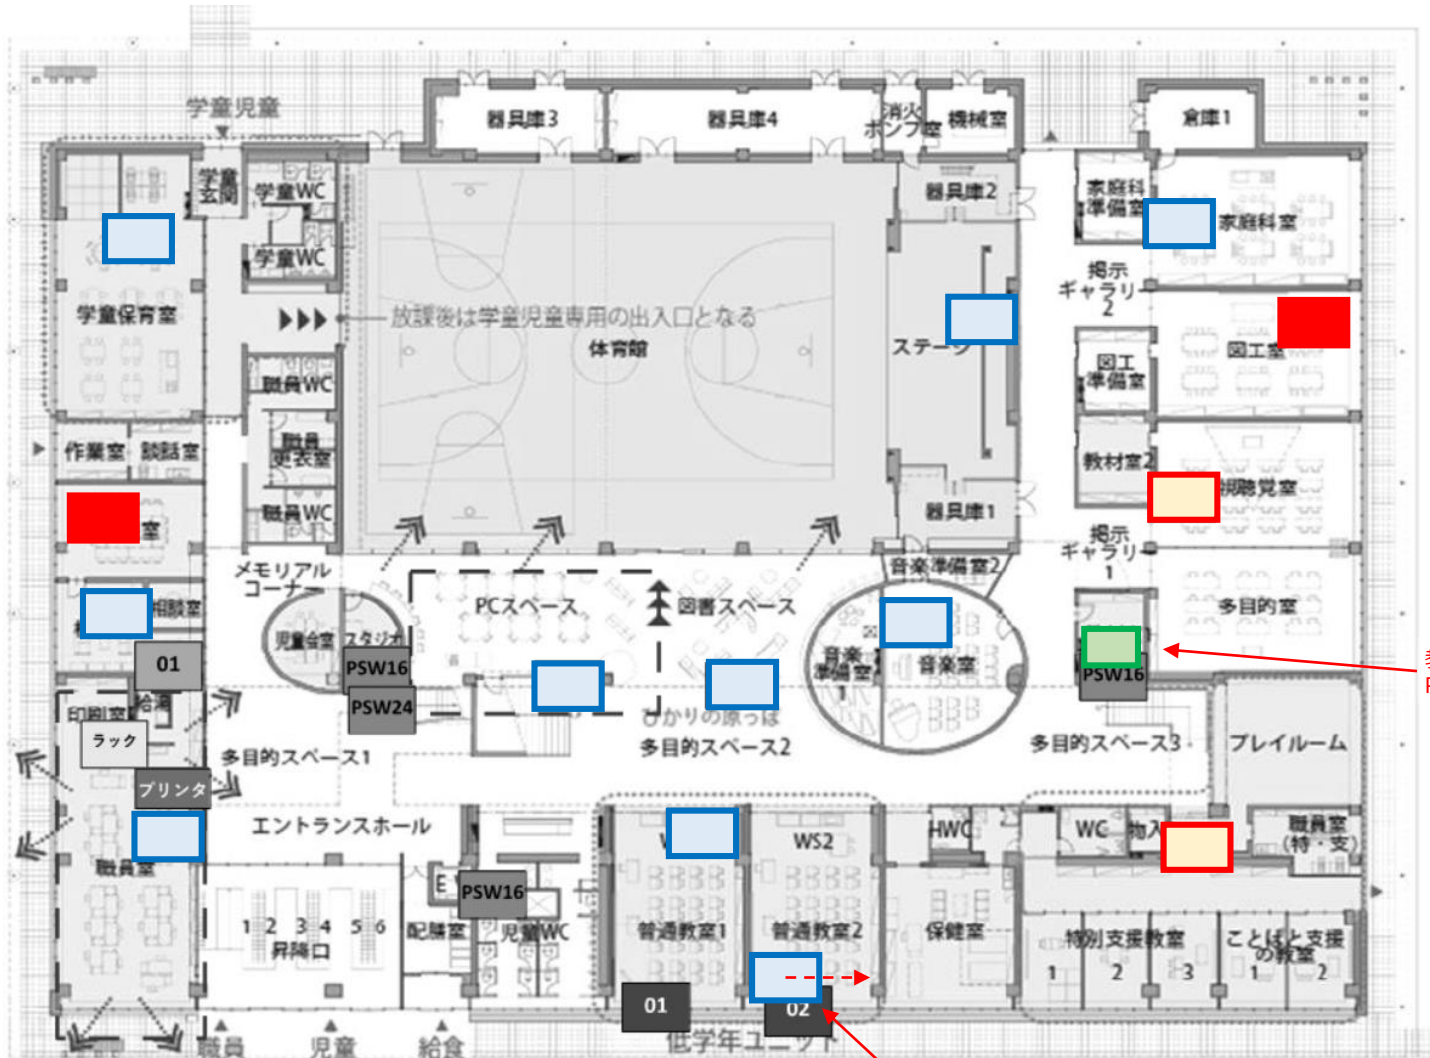 学童児童
器具庫3
器具庫4
消火
ポンプ室
機械室
倉庫1
学童
玄関
学童WC
学童WC
器具庫2
家庭科
準備室
家庭科室
掲示
ギャラリー
2
学童保育室
放課後は学童児童専用の出入口となる
体育館
ステージ
図工室
図工
準備室
職員WC
職員
更衣室
作業室
談話室
教材室2
視聴覚室
室
職員WC
器具庫1
掲示
ギャラリー
1
メモリアル
コーナー
音楽準備室2
PCスペース
図書スペース
多目的室
相談室
児童会室
スタジオ
音楽
準備室
1
音楽室
01
PSW16
PSW16
PSW24
印刷室
給湯
ラック
ひかりの原っぱ
多目的スペース1
多目的スペース2
多目的スペース3
プレイルーム
プリンタ
エントランスホール
WS2
HWC
WC
物入
職員室
(特・支)
職員室
PSW16
1 2 3 4 5 6
昇降口
配膳室
児童WC
普通教室1
普通教室2
保健室
特別支援教室
1 2 3
ことばと支援
の教室
1 2
01
02
低学年ユニット
職員
児童
給食